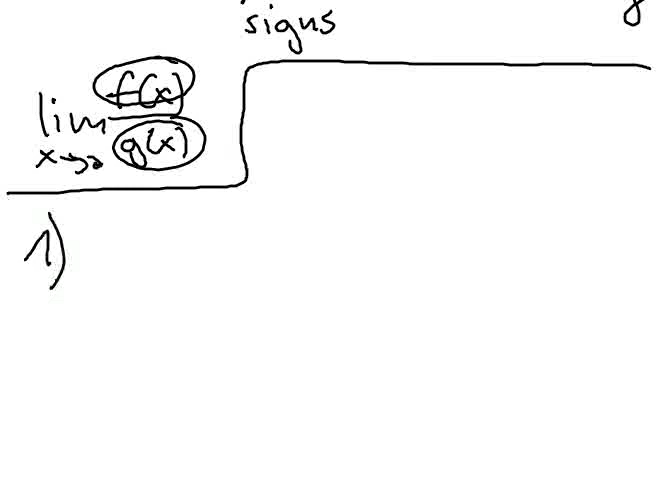 signs
lim f(x)/g(x)
x→a
1)